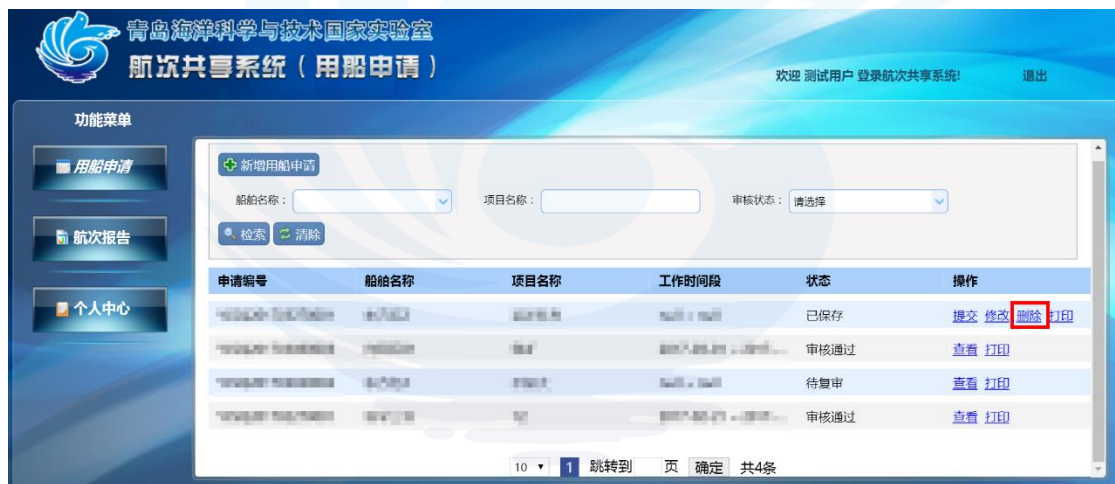 青岛海洋科学与技术国家实验室
航次共享系统（用船申请）
欢迎 测试用户 登录航次共享系统! 退出
功能菜单
用船申请
航次报告
个人中心
新增用船申请
船舶名称： 项目名称： 审核状态： 请选择
检索 清除
申请编号 船舶名称 项目名称 工作时间段 状态 操作
已保存 提交 修改 删除 打印
审核通过 查看 打印
待复审 查看 打印
审核通过 查看 打印
10 1 跳转到 页 确定 共4条